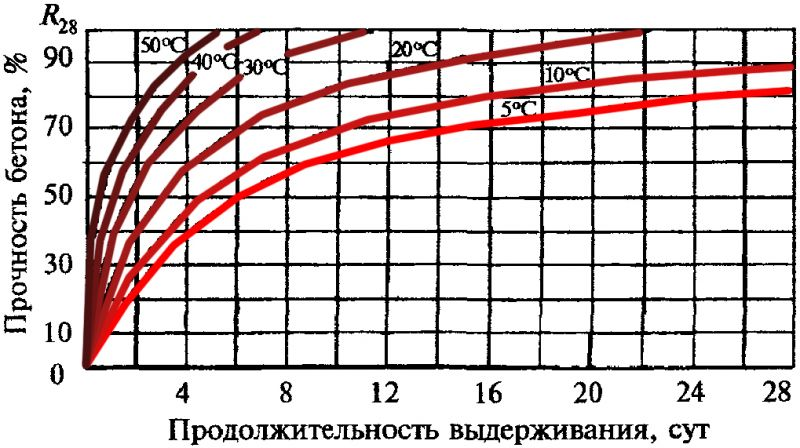 R28
90
70
50
30
10
0
Прочность бетона, %
50°C
40°C
30°C
20°C
10°C
5°C
4 8 12 16 20 24 28
Продолжительность выдерживания, сут